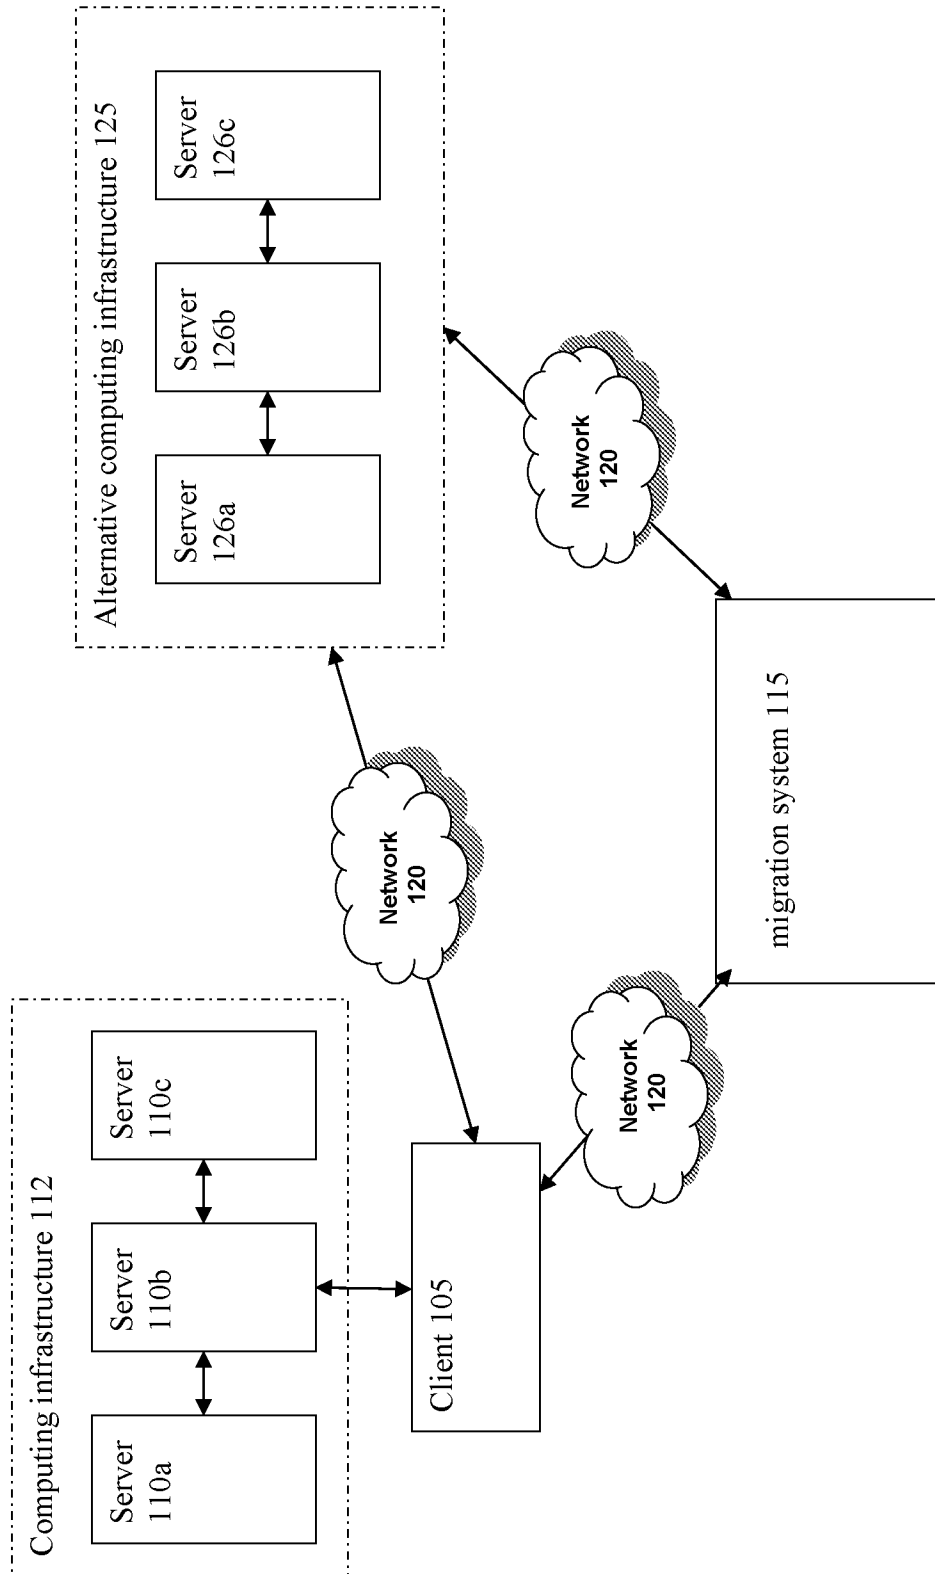 Computing infrastructure 112
Server
110a
Server
110b
Server
110c
Alternative computing infrastructure 125
Server
126a
Server
126b
Server
126c
Client 105
Network
120
Network
120
Network
120
migration system 115